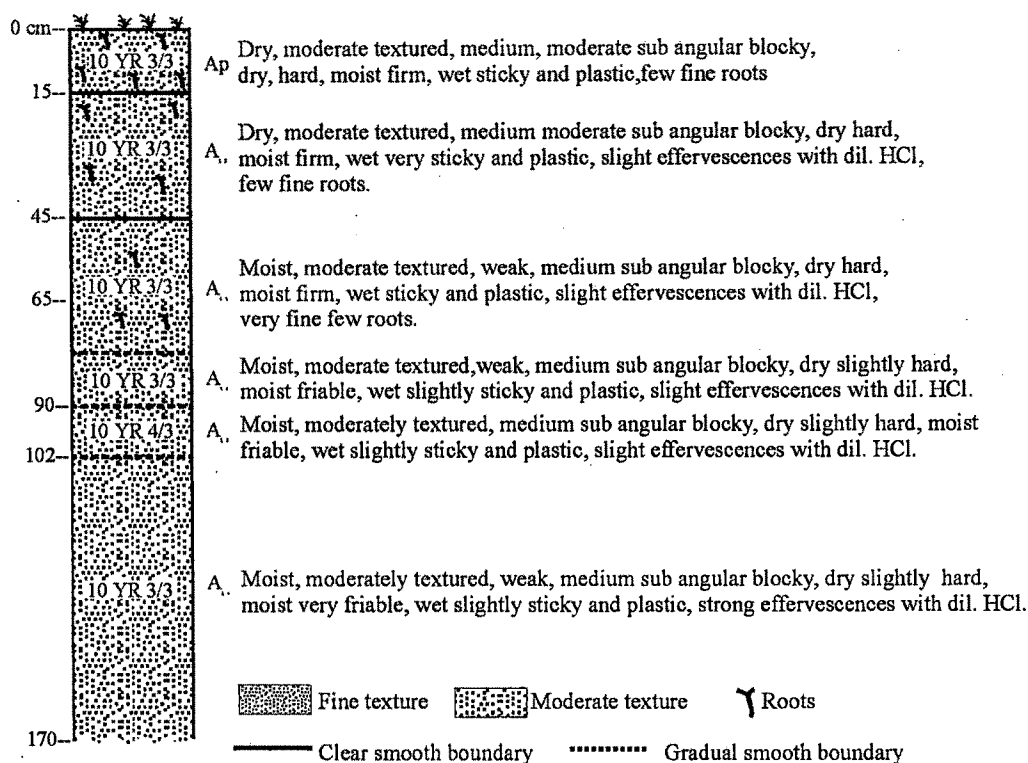 0 cm
10 YR 3/3
Ap
Dry, moderate textured, medium, moderate sub angular blocky,
dry, hard, moist firm, wet sticky and plastic,few fine roots
15
10 YR 3/3
A
Dry, moderate textured, medium moderate sub angular blocky, dry hard,
moist firm, wet very sticky and plastic, slight effervescences with dil. HCl,
few fine roots.
45
10 YR 3/3
65
A
Moist, moderate textured, weak, medium sub angular blocky, dry hard,
moist firm, wet sticky and plastic, slight effervescences with dil. HCl,
very fine few roots.
10 YR 3/3
A
Moist, moderate textured,weak, medium sub angular blocky, dry slightly hard,
moist friable, wet slightly sticky and plastic, slight effervescences with dil. HCl.
90
10 YR 4/3
A
Moist, moderately textured, medium sub angular blocky, dry slightly hard, moist
friable, wet slightly sticky and plastic, slight effervescences with dil. HCl.
102
10 YR 3/3
A
Moist, moderately textured, weak, medium sub angular blocky, dry slightly hard,
moist very friable, wet slightly sticky and plastic, strong effervescences with dil. HCl.
170
Fine texture
Moderate texture
Roots
Clear smooth boundary
Gradual smooth boundary